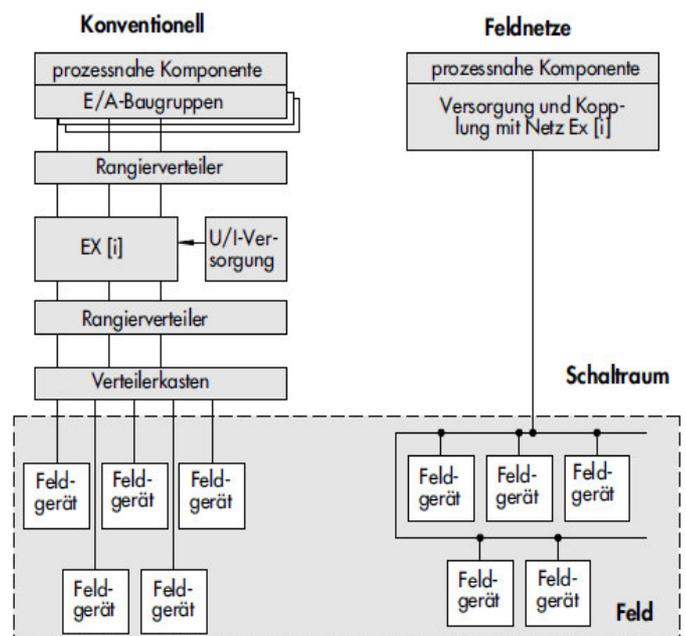 Konventionell
prozessnahe Komponente
E/A-Baugruppen
Rangierverteiler
EX [i]
U/I-Ver-
sorgung
Rangierverteiler
Verteilerkasten
Feldnetze
prozessnahe Komponente
Versorgung und Kopp-
lung mit Netz Ex [i]
Schaltraum
Feld-
gerät
Feld-
gerät
Feld-
gerät
Feld-
gerät
Feld-
gerät
Feld-
gerät
Feld-
gerät
Feld-
gerät
Feld-
gerät
Feld-
gerät
Feld